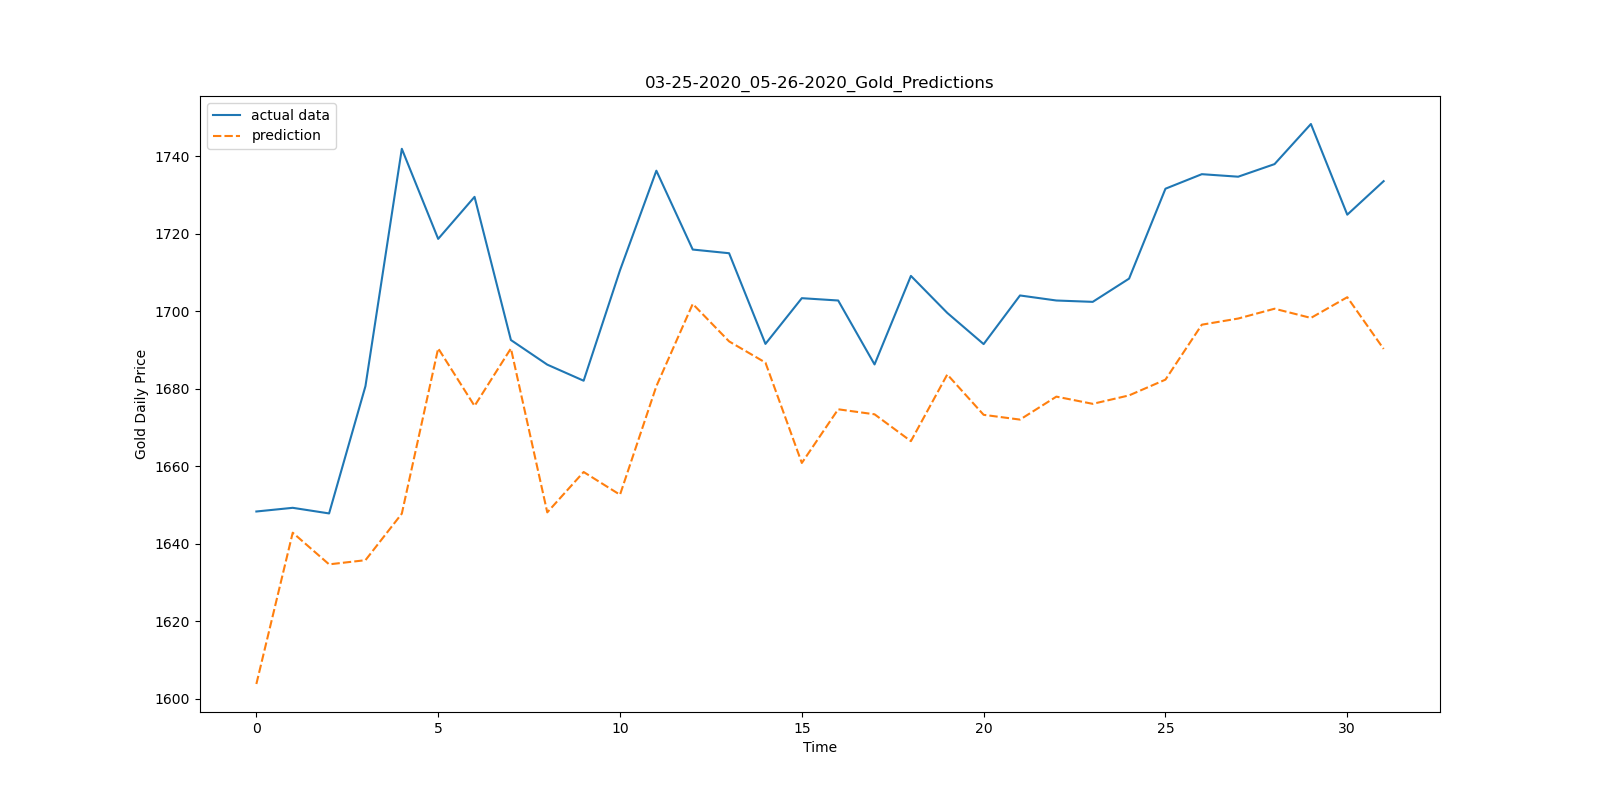 03-25-2020_05-26-2020_Gold_Predictions
actual data
prediction
Gold Daily Price
1740
1720
1700
1680
1660
1640
1620
1600
0 5 10 15 20 25 30
Time